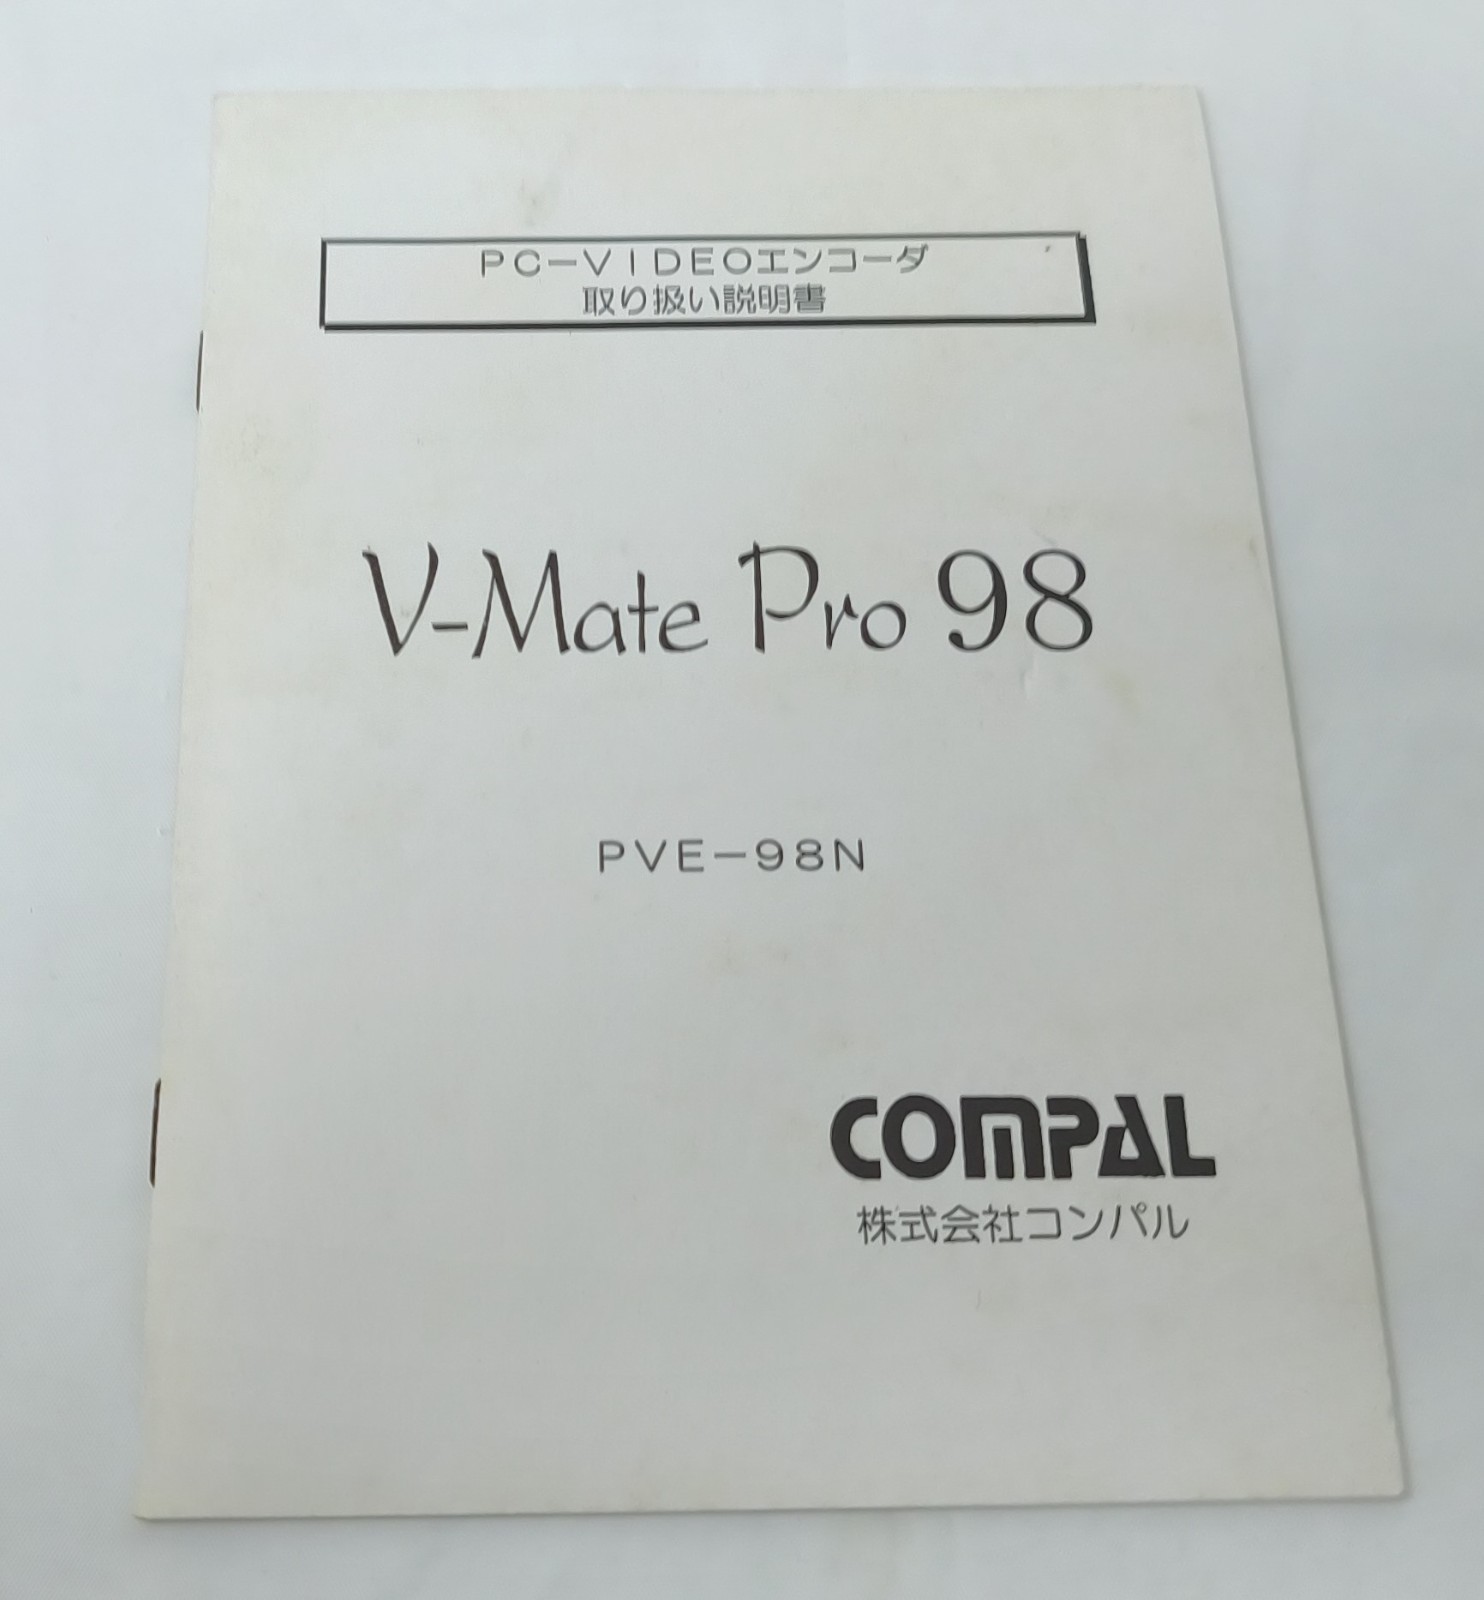 PC－VIDEOエンコーダ
取り扱い説明書
V-Mate Pro 98
PVE－98N
COMPAL
株式会社コンパル